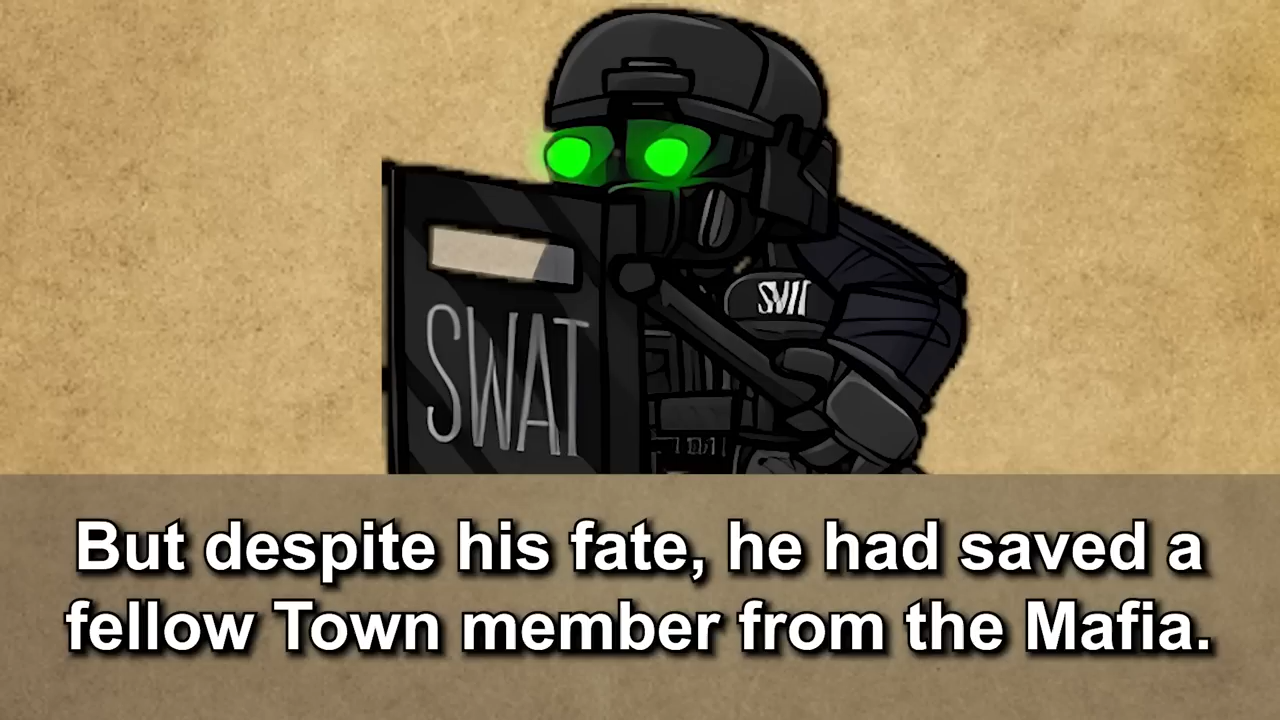 SWAT
But despite his fate, he had saved a
fellow Town member from the Mafia.